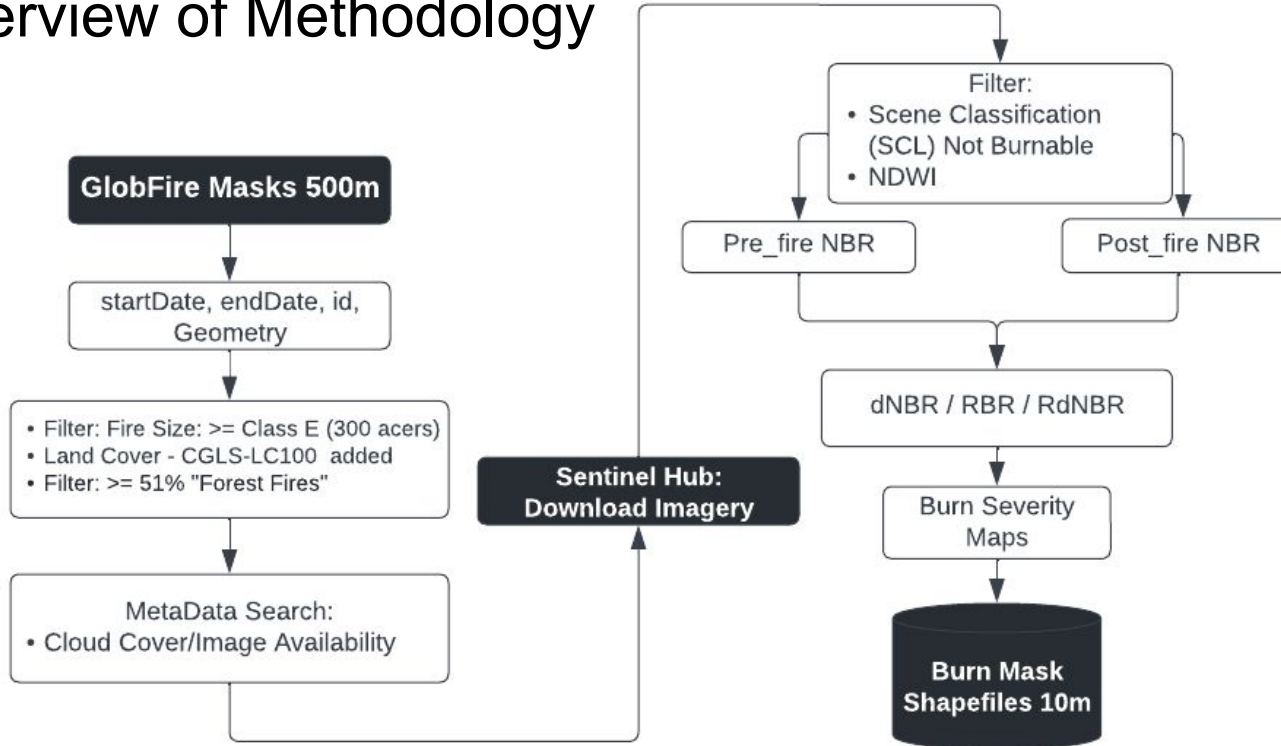 erview of Methodology
GlobFire Masks 500m
startDate, endDate, id,
Geometry
• Filter: Fire Size: >= Class E (300 acers)
• Land Cover - CGLS-LC100 added
• Filter: >= 51% "Forest Fires"
MetaData Search:
• Cloud Cover/Image Availability
Sentinel Hub:
Download Imagery
Filter:
• Scene Classification
(SCL) Not Burnable
• NDWI
Pre_fire NBR
Post_fire NBR
dNBR / RBR / RdNBR
Burn Severity
Maps
Burn Mask
Shapefiles 10m